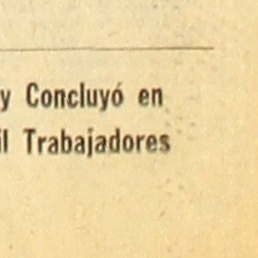 y Concluyó en
il Trabajadores